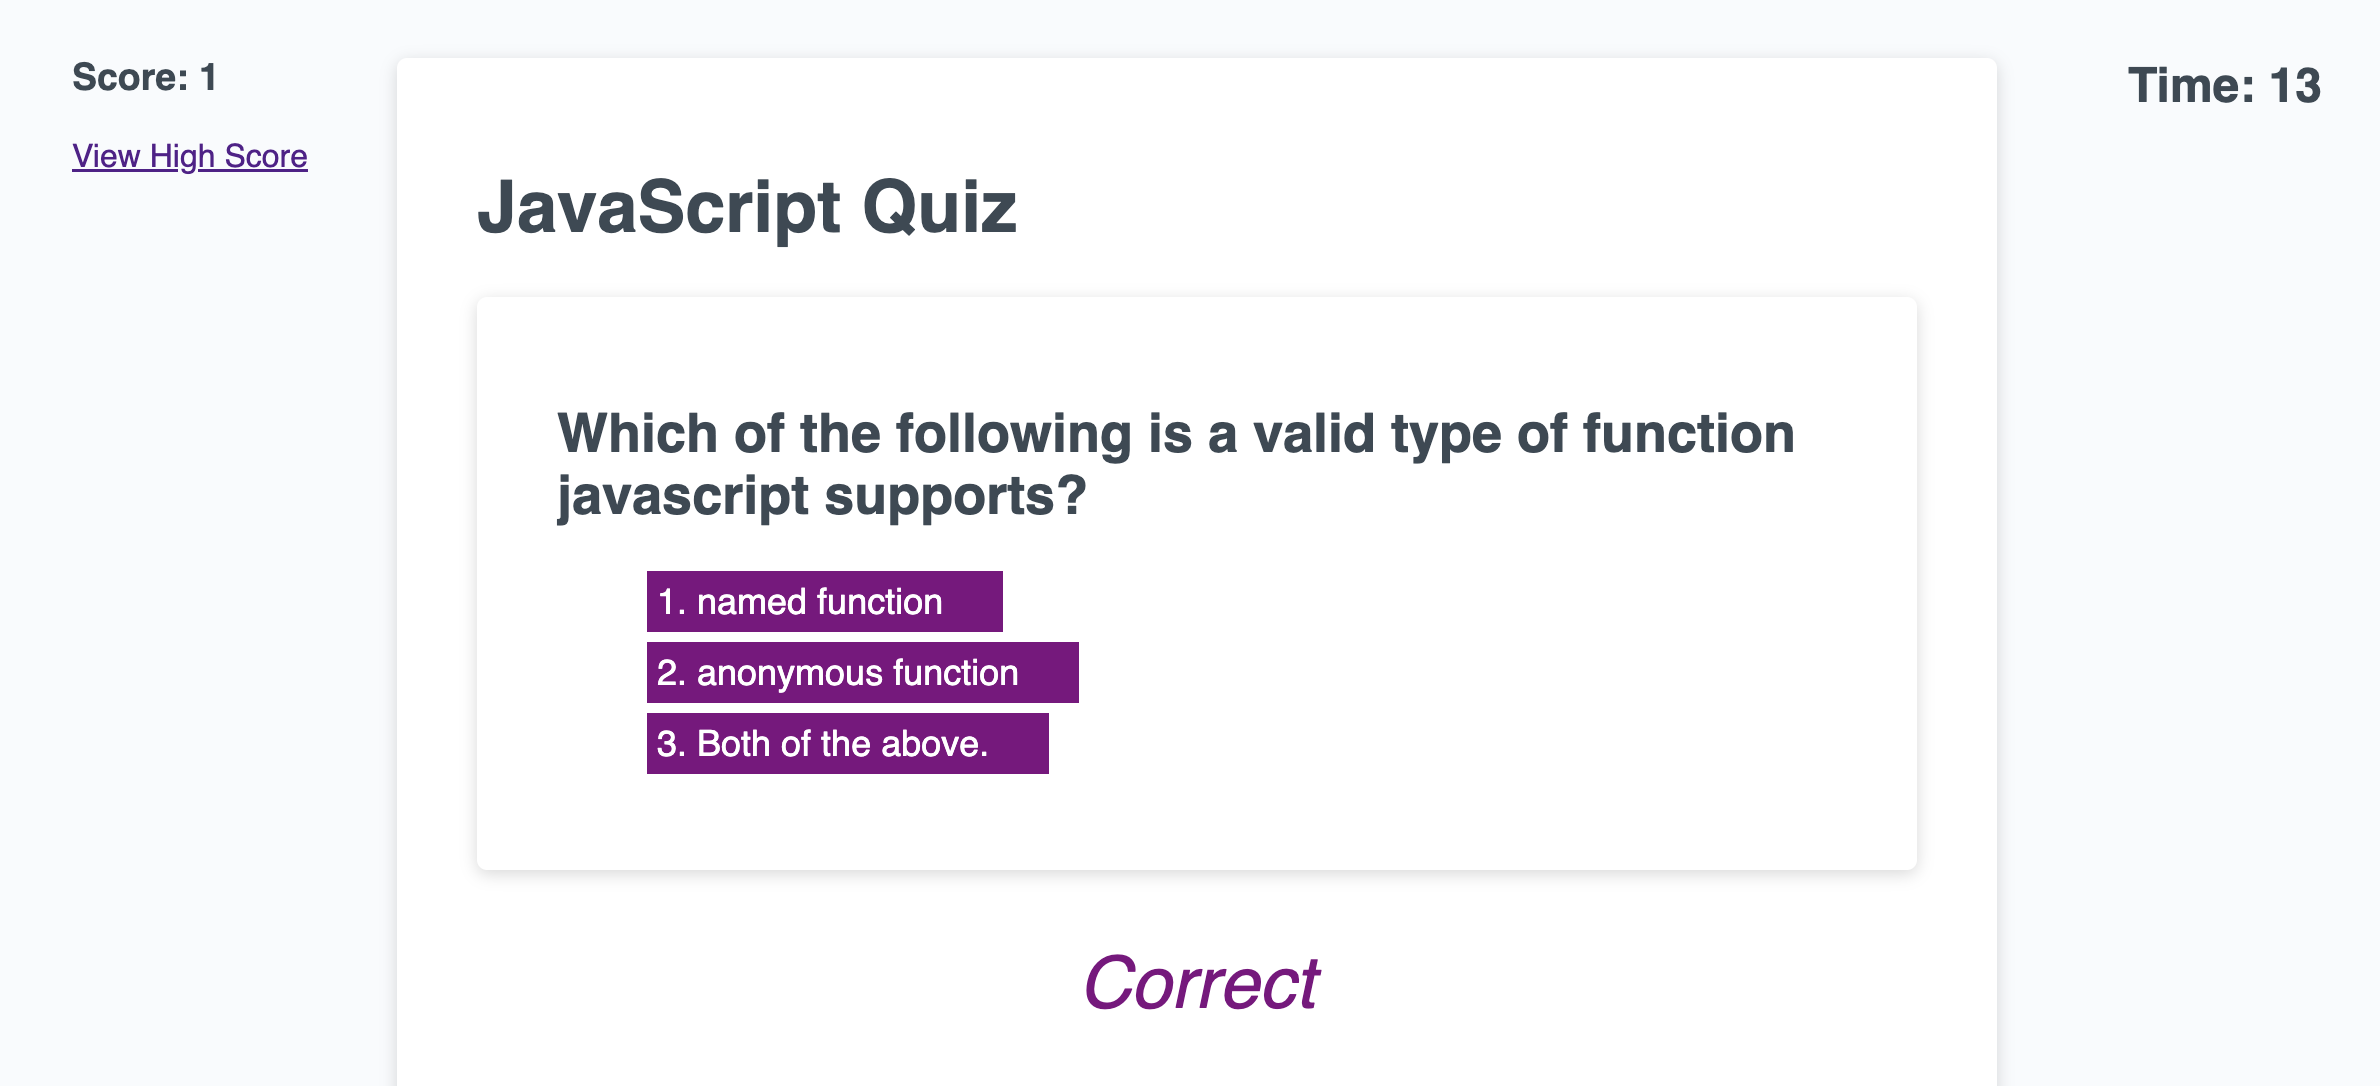 Score: 1
View High Score
Time: 13
JavaScript Quiz
Which of the following is a valid type of function
javascript supports?
1. named function
2. anonymous function
3. Both of the above.
Correct